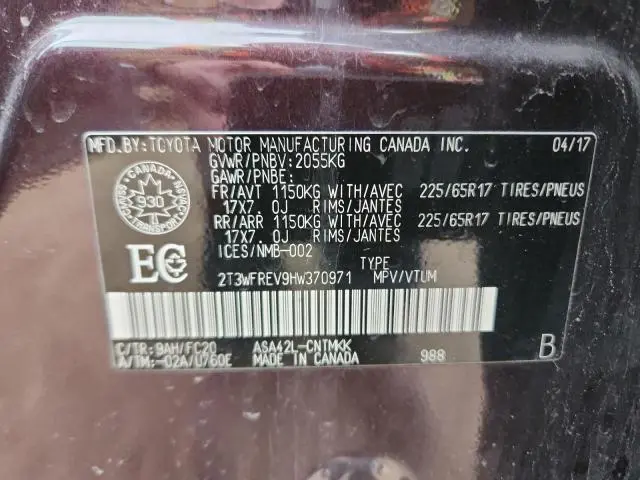 MFD.BY:TOYOTA MOTOR MANUFACTURING CANADA INC. 04/17
GVWR/PNBV:2055KG
GAWR/PNBE:
FR/AVT 1150KG WITH/AVEC 225/65R17 TIRES/PNEUS
17X7.0J RIMS/JANTES
RR/ARR 1150KG WITH/AVEC 225/65R17 TIRES/PNEUS
17X7.0J RIMS/JANTES
ICES/NMB-002
CANADA
930
TRANSPORT
EC
TYPE
2T3WFREV9HW370971 MPV/VTUM
C/TR:9AH/FC20 ASA42L-CNTMKK
A/TM:-02A/U760E MADE IN CANADA 988 B